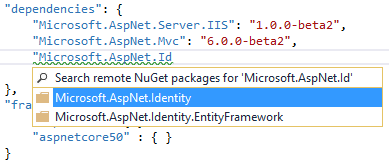 "dependencies": {
"Microsoft.AspNet.Server.IIS": "1.0.0-beta2",
"Microsoft.AspNet.Mvc": "6.0.0-beta2",
"Microsoft.AspNet.Id
Search remote NuGet packages for 'Microsoft.AspNet.Id'
}, Microsoft.AspNet.Identity
"fra Microsoft.AspNet.Identity.EntityFramework
"aspnetcore50" : { }
}